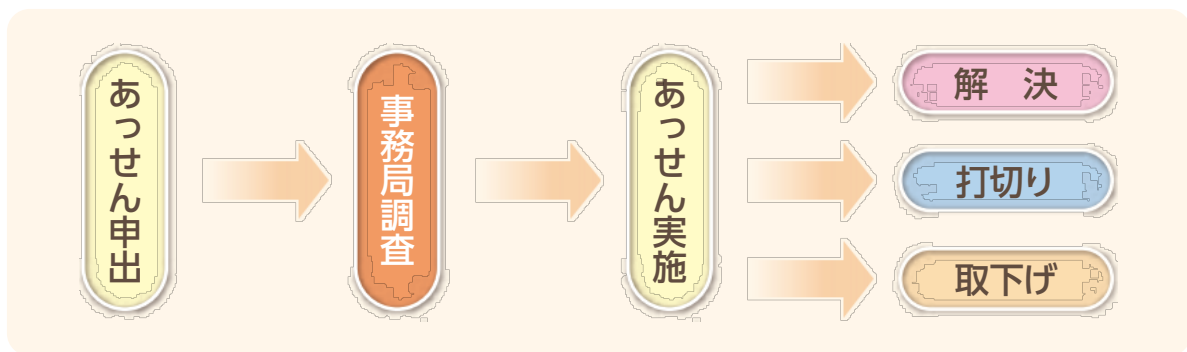 あっせん申出
事務局調査
あっせん実施
解　決
打切り
取下げ